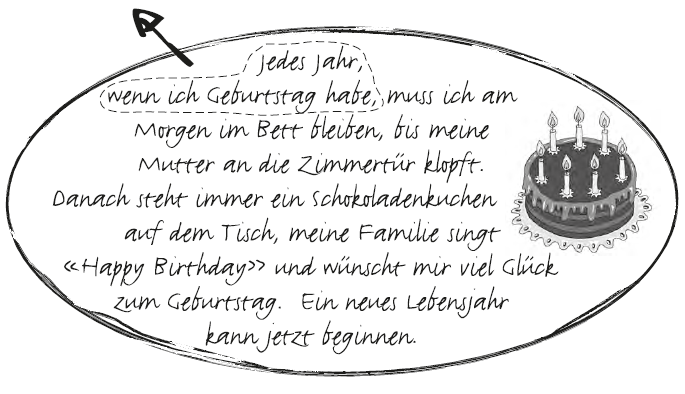 Jedes Jahr,
wenn ich Geburtstag habe, muss ich am
Morgen im Bett bleiben, bis meine
Mutter an die Zimmertür klopft.
Danach steht immer ein Schokoladenkuchen
auf dem Tisch, meine Familie singt
«Happy Birthday» und wünscht mir viel Glück
zum Geburtstag. Ein neues Lebensjahr
kann jetzt beginnen.